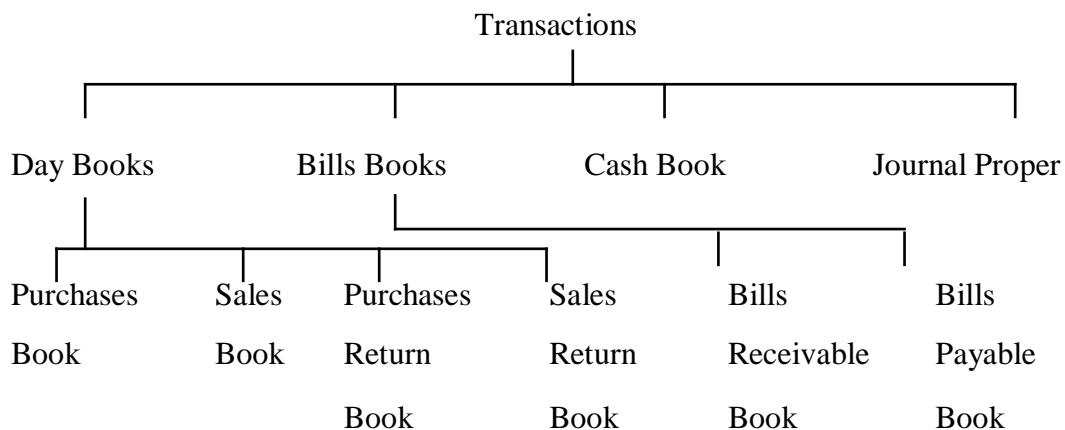 Transactions
Day Books Bills Books Cash Book Journal Proper
Purchases Sales Purchases Sales Bills Bills
Book Book Return Return Receivable Payable
Book Book Book Book